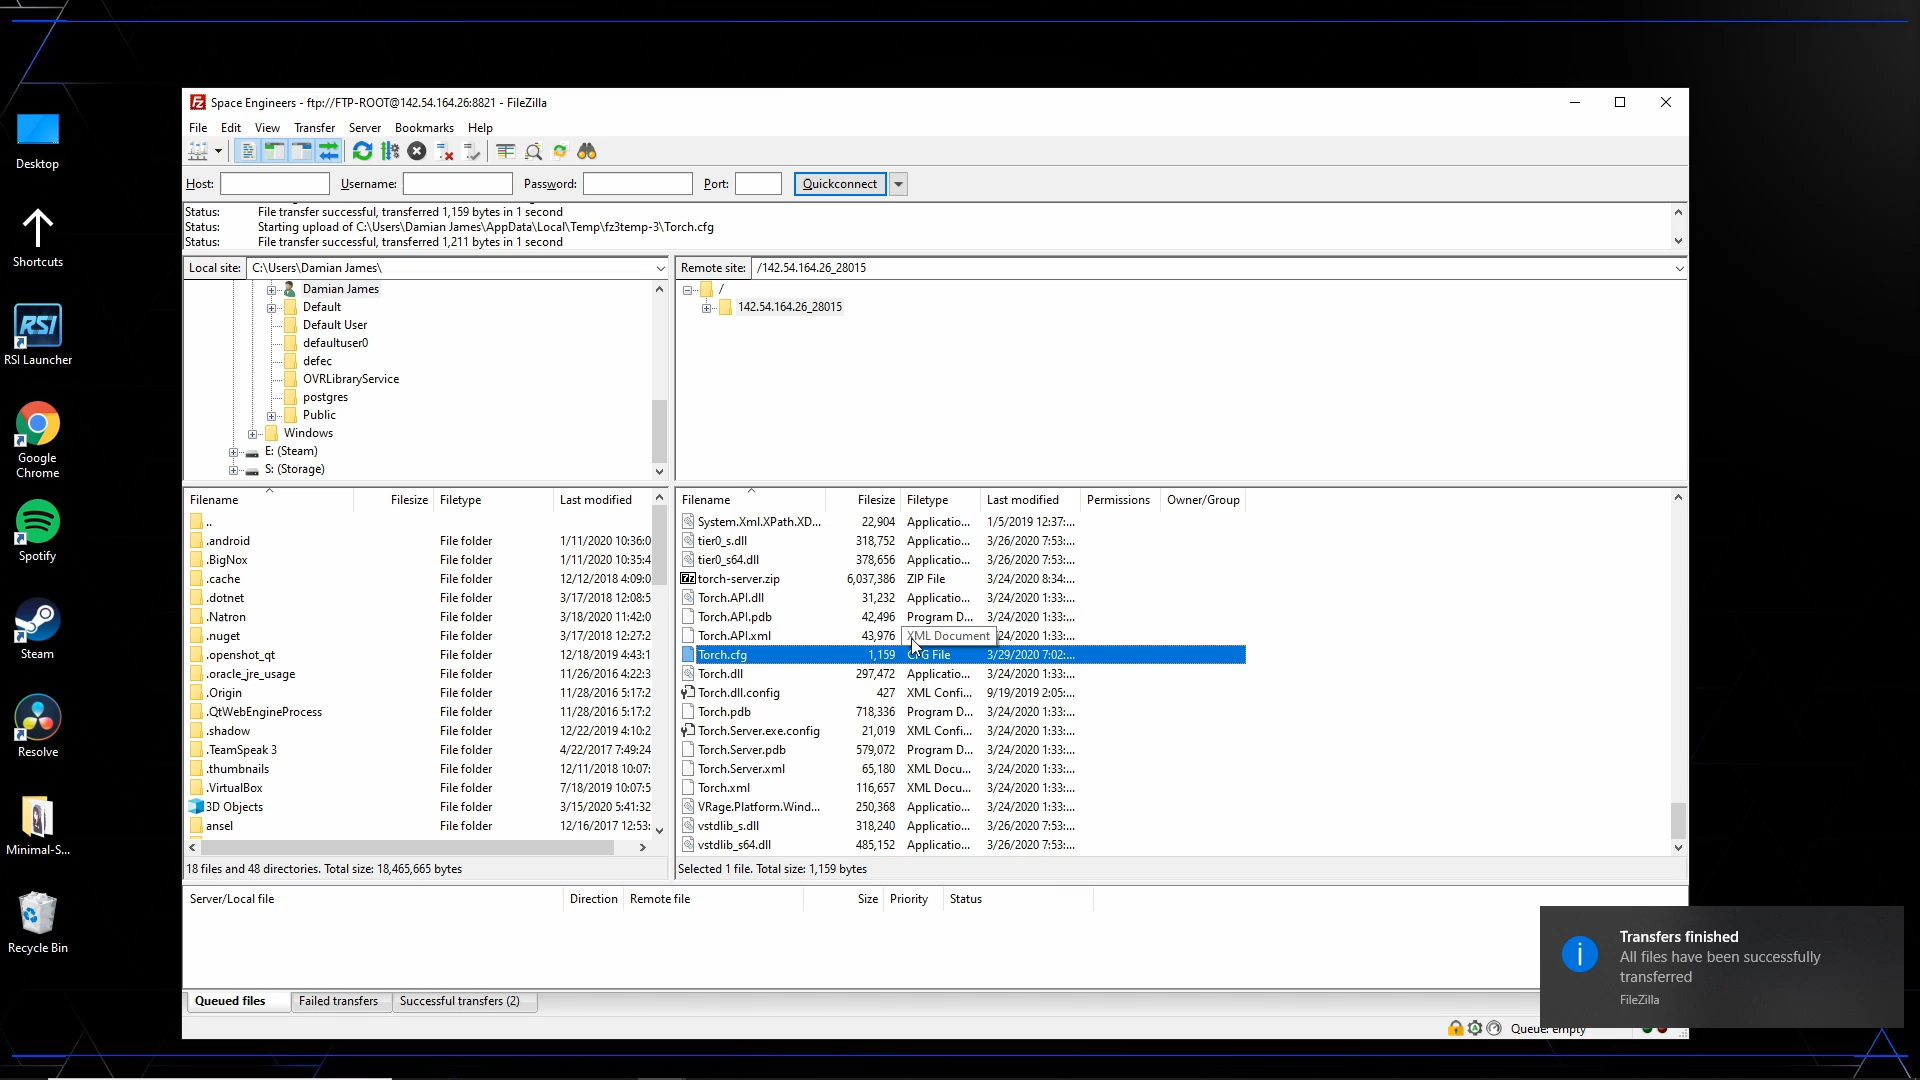 Desktop
Shortcuts
RSI
RSI Launcher
Google
Chrome
Spotify
Steam
Resolve
Minimal-S...
Recycle Bin
Space Engineers - ftp://FTP-ROOT@142.54.164.26:8821 - FileZilla
File Edit View Transfer Server Bookmarks Help
Host: Username: Password: Port: Quickconnect
Status: File transfer successful, transferred 1,159 bytes in 1 second
Status: Starting upload of C:\Users\Damian James\AppData\Local\Temp\fz3temp-3\Torch.cfg
Status: File transfer successful, transferred 1,211 bytes in 1 second
Local site: C:\Users\Damian James\
Damian James
Default
Default User
defaultuser0
defec
OVRLibraryService
postgres
Public
Windows
E: (Steam)
S: (Storage)
Remote site: /142.54.164.26_28015
/
142.54.164.26_28015
Filename Filesize Filetype Last modified
..
.android File folder 1/11/2020 10:36:0
.BigNox File folder 1/11/2020 10:35:4
.cache File folder 12/12/2018 4:09:0
.dotnet File folder 3/17/2018 12:08:5
.Natron File folder 3/18/2020 11:42:0
.nuget File folder 3/17/2018 12:27:2
.openshot_qt File folder 12/18/2019 4:43:1
.oracle_jre_usage File folder 11/26/2016 4:22:3
.Origin File folder 11/28/2016 5:17:2
.QtWebEngineProcess File folder 11/28/2016 5:17:2
.shadow File folder 12/22/2019 4:10:2
.TeamSpeak 3 File folder 4/22/2017 7:49:24
.thumbnails File folder 12/11/2018 10:07:
.VirtualBox File folder 7/18/2019 10:07:5
3D Objects File folder 3/15/2020 5:41:32
ansel File folder 12/16/2017 12:53:
18 files and 48 directories. Total size: 18,465,665 bytes
Filename Filesize Filetype Last modified Permissions Owner/Group
System.Xml.XPath.XD... 22,904 Applicatio... 1/5/2019 12:37:...
tier0_s.dll 318,752 Applicatio... 3/26/2020 7:53:...
tier0_s64.dll 378,656 Applicatio... 3/26/2020 7:53:...
torch-server.zip 6,037,386 ZIP File 3/24/2020 8:34:...
Torch.API.dll 31,232 Applicatio... 3/24/2020 1:33:...
Torch.API.pdb 42,496 Program D... 3/24/2020 1:33:...
Torch.API.xml 43,976 XML Document 24/2020 1:33:...
Torch.cfg 1,159 CFG File 3/29/2020 7:02:...
Torch.dll 297,472 Applicatio... 3/24/2020 1:33:...
Torch.dll.config 427 XML Confi... 9/19/2019 2:05:...
Torch.pdb 718,336 Program D... 3/24/2020 1:33:...
Torch.Server.exe.config 21,019 XML Confi... 3/24/2020 1:33:...
Torch.Server.pdb 579,072 Program D... 3/24/2020 1:33:...
Torch.Server.xml 65,180 XML Docu... 3/24/2020 1:33:...
Torch.xml 116,657 XML Docu... 3/24/2020 1:33:...
VRage.Platform.Wind... 250,368 Applicatio... 3/24/2020 1:33:...
vstdlib_s.dll 318,240 Applicatio... 3/26/2020 7:53:...
vstdlib_s64.dll 485,152 Applicatio... 3/26/2020 7:53:...
Selected 1 file. Total size: 1,159 bytes
Server/Local file Direction Remote file Size Priority Status
Queued files Failed transfers Successful transfers (2)
Queue: empty
Transfers finished
All files have been successfully
transferred
FileZilla